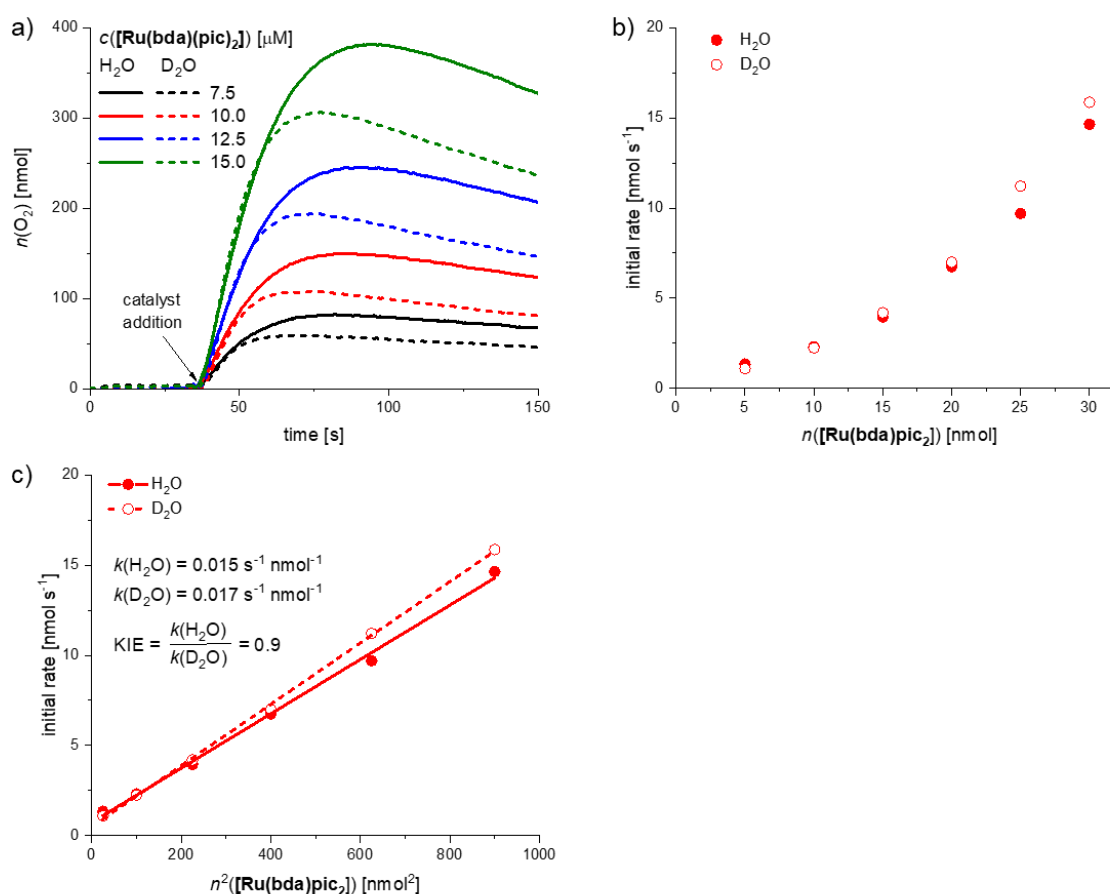 a)
c([Ru(bda)(pic)₂]) [μM]
H₂O D₂O
7.5
10.0
12.5
15.0
catalyst
addition
n(O₂) [nmol]
400
300
200
100
0
0 50 100 150
time [s]
b)
H₂O
D₂O
initial rate [nmol s⁻¹]
20
15
10
5
0
0 5 10 15 20 25 30
n([Ru(bda)pic₂]) [nmol]
c)
H₂O
D₂O
k(H₂O) = 0.015 s⁻¹ nmol⁻¹
k(D₂O) = 0.017 s⁻¹ nmol⁻¹
KIE = k(H₂O) / k(D₂O) = 0.9
initial rate [nmol s⁻¹]
20
15
10
5
0
0 200 400 600 800 1000
n²([Ru(bda)pic₂]) [nmol²]